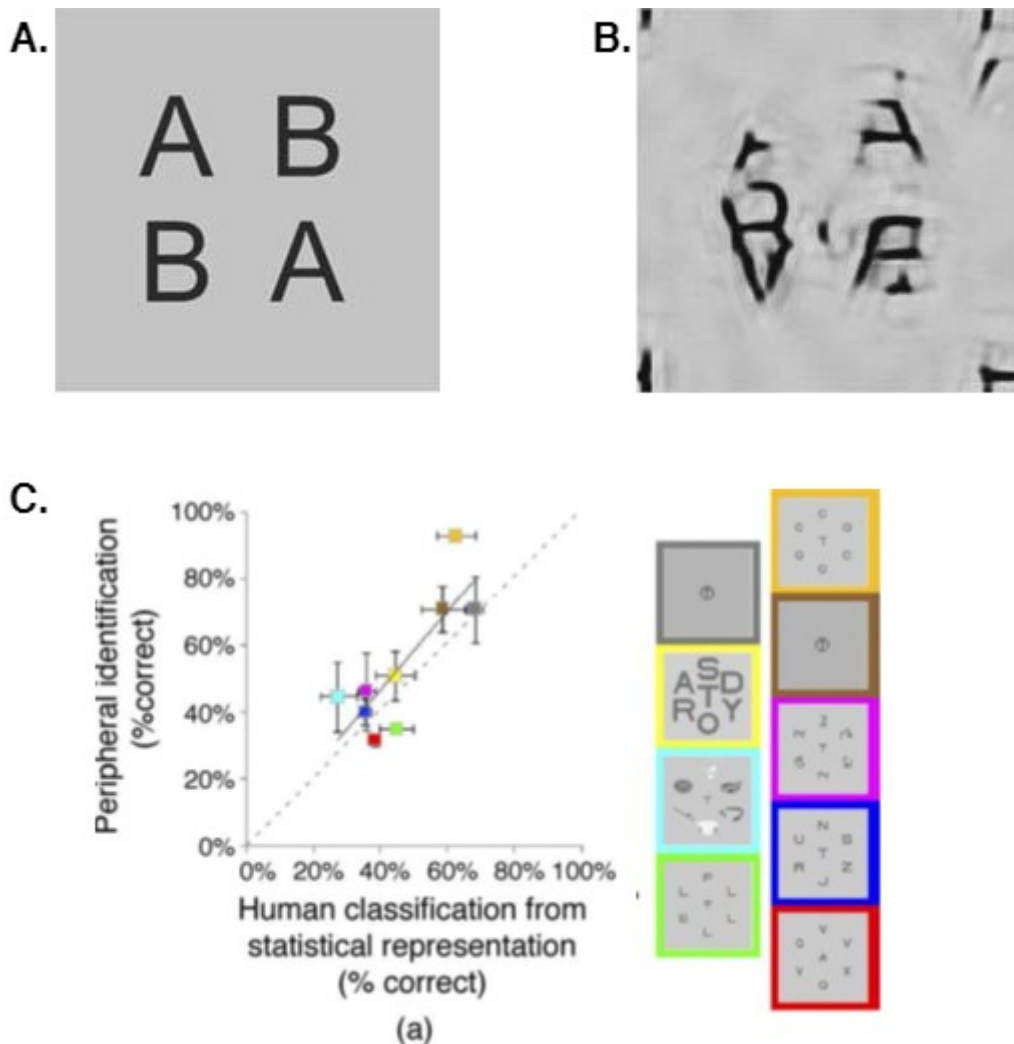 A.
A B
B A
B.
C.
Peripheral identification
(%correct)
100%
80%
60%
40%
20%
0%
0% 20% 40% 60% 80% 100%
Human classification from
statistical representation
(% correct)
(a)
S
A D
T
R Y
O
N
U S
T
R Z
J
V
V
A
V X